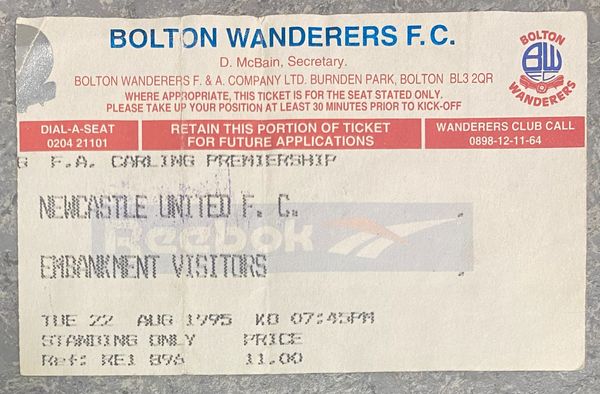 BOLTON WANDERERS F.C.
D. McBain, Secretary.
BOLTON WANDERERS F. & A. COMPANY LTD. BURNDEN PARK, BOLTON BL3 2QR
WHERE APPROPRIATE, THIS TICKET IS FOR THE SEAT STATED ONLY.
PLEASE TAKE UP YOUR POSITION AT LEAST 30 MINUTES PRIOR TO KICK-OFF
BOLTON
BW
FC
WANDERERS
DIAL-A-SEAT
0204 21101
RETAIN THIS PORTION OF TICKET
FOR FUTURE APPLICATIONS
WANDERERS CLUB CALL
0898-12-11-64
G F.A. CARLING PREMIERSHIP
NEWCASTLE UNITED F. C.
Reebok
EMBANKMENT VISITORS
TUE 22 AUG 1995 KO 07:45PM
STANDING ONLY PRICE
Ref: RE1 896 11.00